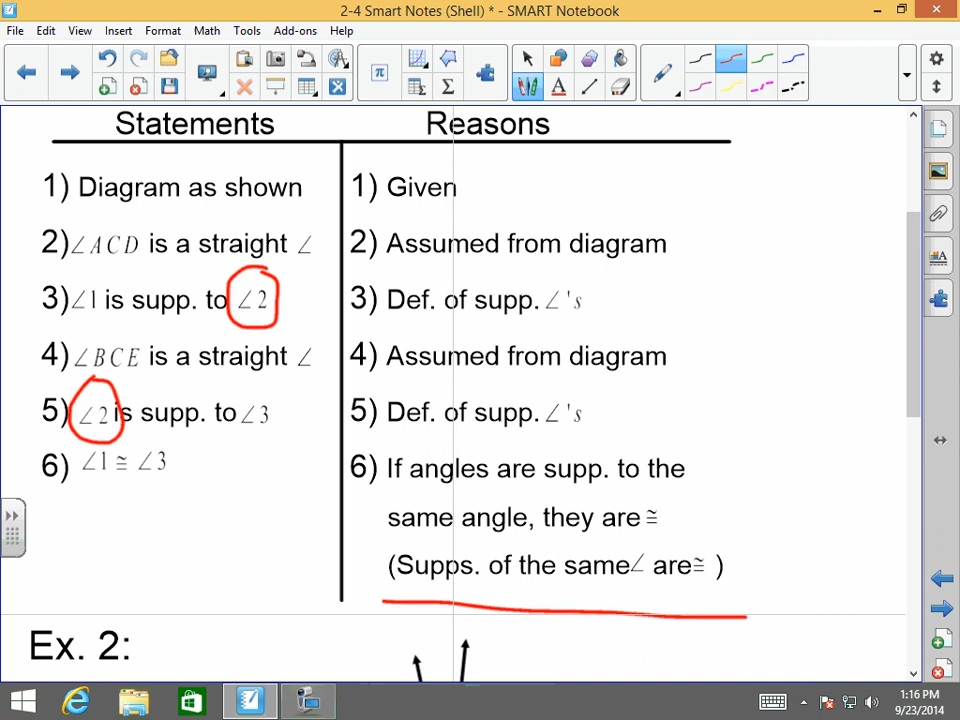 2-4 Smart Notes (Shell) * - SMART Notebook
File Edit View Insert Format Math Tools Add-ons Help
Statements Reasons
1) Diagram as shown 1) Given
2) ∠ACD is a straight ∠ 2) Assumed from diagram
3) ∠1 is supp. to ∠2 3) Def. of supp. ∠'s
4) ∠BCE is a straight ∠ 4) Assumed from diagram
5) ∠2 is supp. to ∠3 5) Def. of supp. ∠'s
6) ∠1 ≅ ∠3 6) If angles are supp. to the
same angle, they are ≅
(Supps. of the same ∠ are ≅ )
Ex. 2:
1:16 PM
9/23/2014